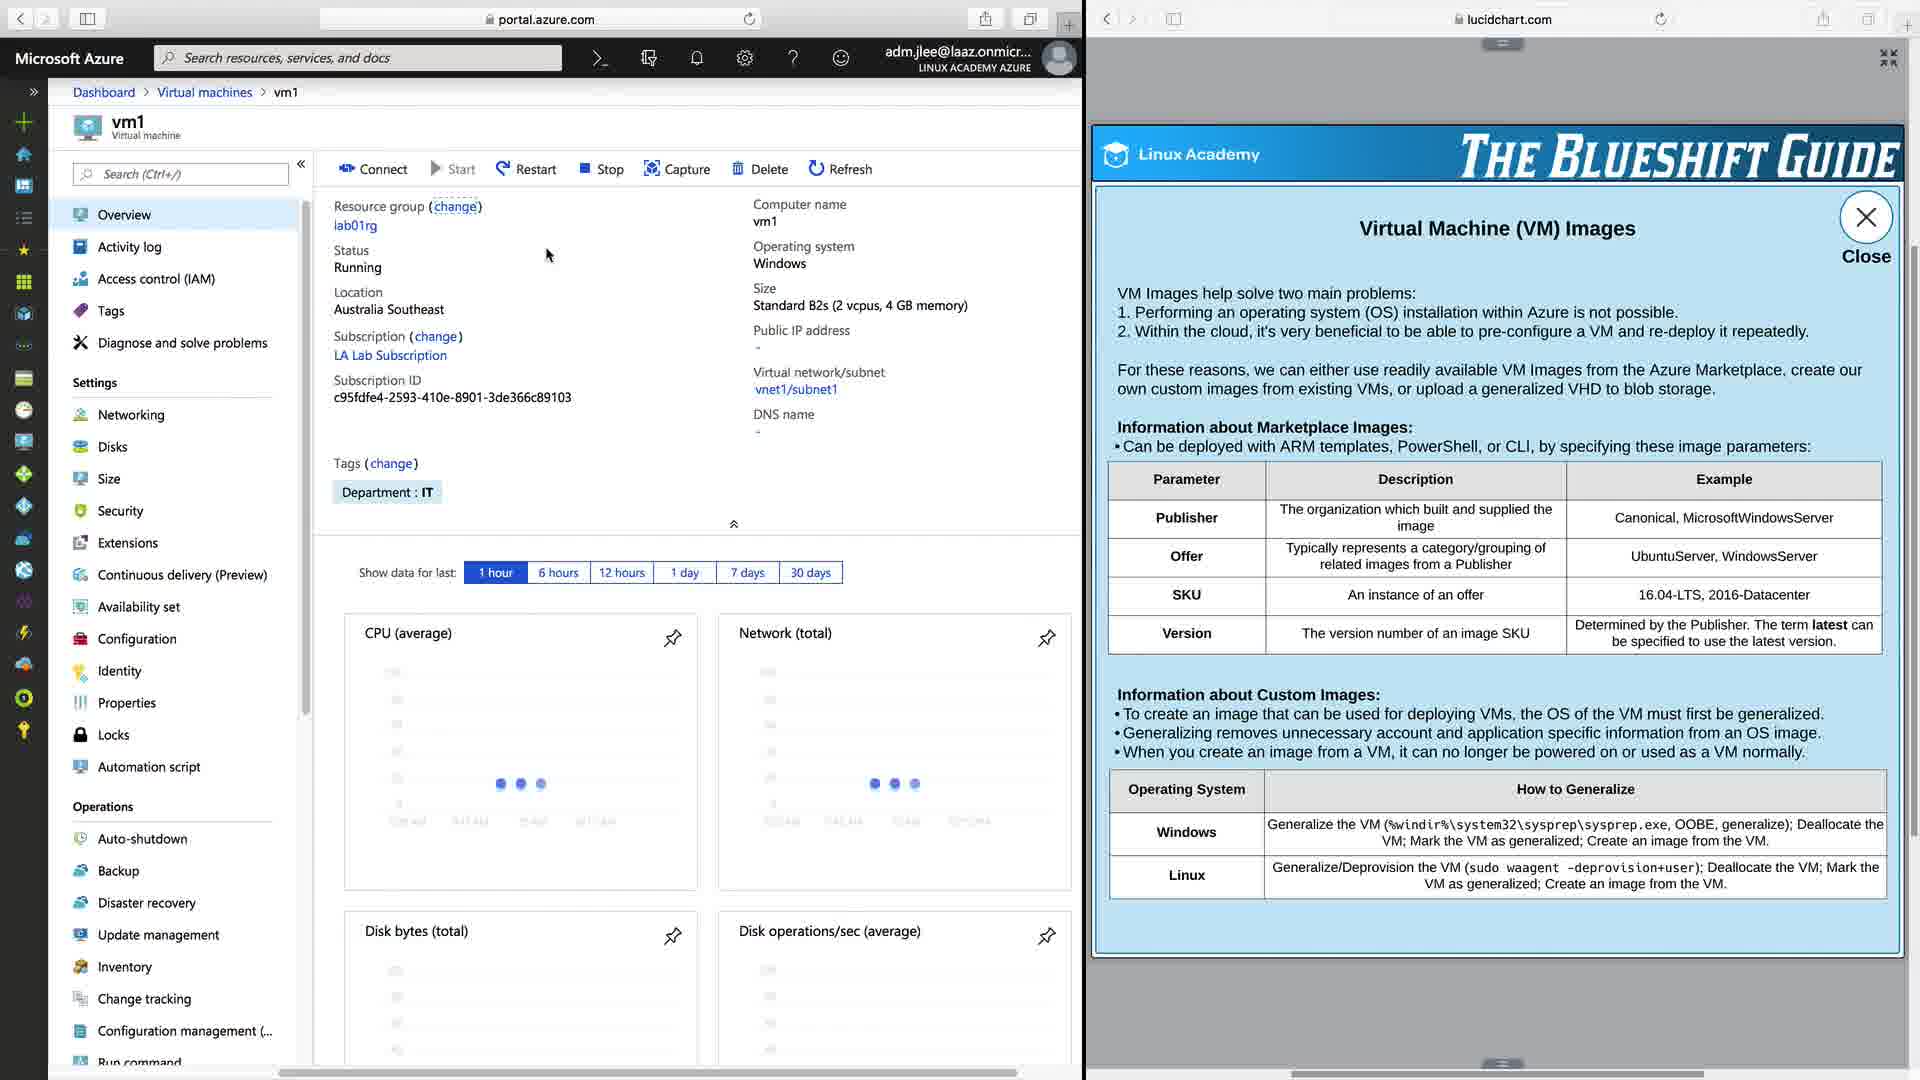 portal.azure.com
Microsoft Azure
Search resources, services, and docs
adm.jlee@laaz.onmicr...
LINUX ACADEMY AZURE
Dashboard > Virtual machines > vm1
vm1
Virtual machine
Search (Ctrl+/)
Overview
Activity log
Access control (IAM)
Tags
Diagnose and solve problems
Settings
Networking
Disks
Size
Security
Extensions
Continuous delivery (Preview)
Availability set
Configuration
Identity
Properties
Locks
Automation script
Operations
Auto-shutdown
Backup
Disaster recovery
Update management
Inventory
Change tracking
Configuration management (...
Run command
Connect Start Restart Stop Capture Delete Refresh
Resource group (change)
lab01rg
Status
Running
Location
Australia Southeast
Subscription (change)
LA Lab Subscription
Subscription ID
c95fdfe4-2593-410e-8901-3de366c89103
Computer name
vm1
Operating system
Windows
Size
Standard B2s (2 vcpus, 4 GB memory)
Public IP address
-
Virtual network/subnet
vnet1/subnet1
DNS name
-
Tags (change)
Department : IT
Show data for last: 1 hour 6 hours 12 hours 1 day 7 days 30 days
CPU (average)
Network (total)
Disk bytes (total)
Disk operations/sec (average)
lucidchart.com
Linux Academy
THE BLUESHIFT GUIDE
Virtual Machine (VM) Images
Close
VM Images help solve two main problems:
1. Performing an operating system (OS) installation within Azure is not possible.
2. Within the cloud, it's very beneficial to be able to pre-configure a VM and re-deploy it repeatedly.
For these reasons, we can either use readily available VM Images from the Azure Marketplace, create our
own custom images from existing VMs, or upload a generalized VHD to blob storage.
Information about Marketplace Images:
• Can be deployed with ARM templates, PowerShell, or CLI, by specifying these image parameters:
Parameter Description Example
Publisher The organization which built and supplied the image Canonical, MicrosoftWindowsServer
Offer Typically represents a category/grouping of related images from a Publisher UbuntuServer, WindowsServer
SKU An instance of an offer 16.04-LTS, 2016-Datacenter
Version The version number of an image SKU Determined by the Publisher. The term latest can be specified to use the latest version.
Information about Custom Images:
• To create an image that can be used for deploying VMs, the OS of the VM must first be generalized.
• Generalizing removes unnecessary account and application specific information from an OS image.
• When you create an image from a VM, it can no longer be powered on or used as a VM normally.
Operating System How to Generalize
Windows Generalize the VM (%windir%\system32\sysprep\sysprep.exe, OOBE, generalize); Deallocate the
VM; Mark the VM as generalized; Create an image from the VM.
Linux Generalize/Deprovision the VM (sudo waagent -deprovision+user); Deallocate the VM; Mark the
VM as generalized; Create an image from the VM.